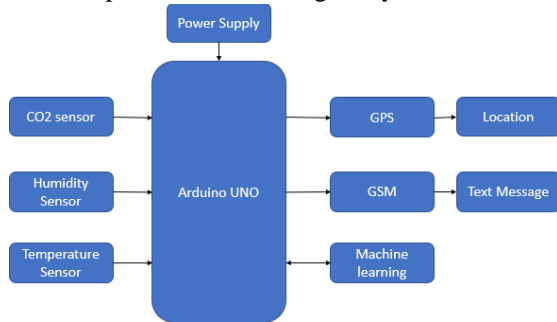 Power Supply
CO2 sensor
GPS
Location
Humidity
Sensor
Arduino UNO
GSM
Text Message
Temperature
Sensor
Machine
learning